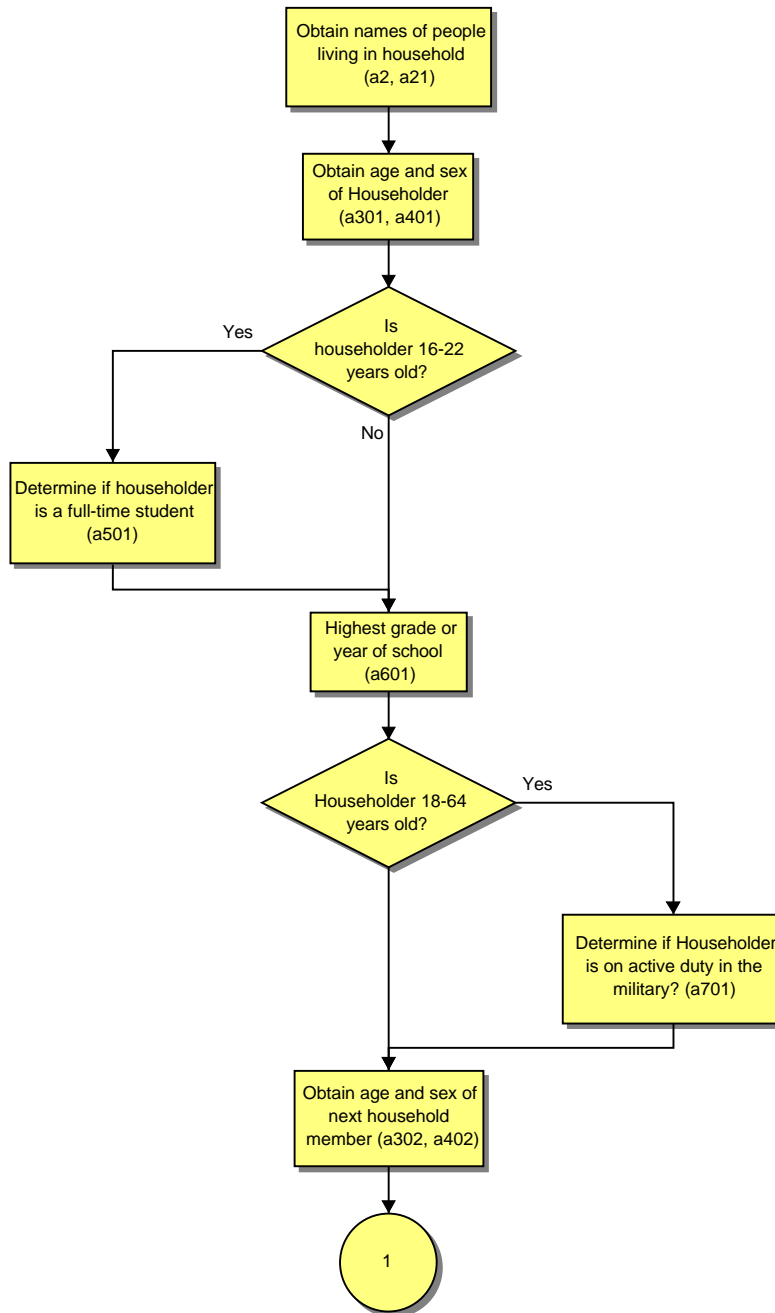 Obtain names of people
living in household
(a2, a21)
Obtain age and sex
of Householder
(a301, a401)
Is
householder 16-22
years old?
Yes
No
Determine if householder
is a full-time student
(a501)
Highest grade or
year of school
(a601)
Is
Householder 18-64
years old?
Yes
Determine if Householder
is on active duty in the
military? (a701)
Obtain age and sex of
next household
member (a302, a402)
1